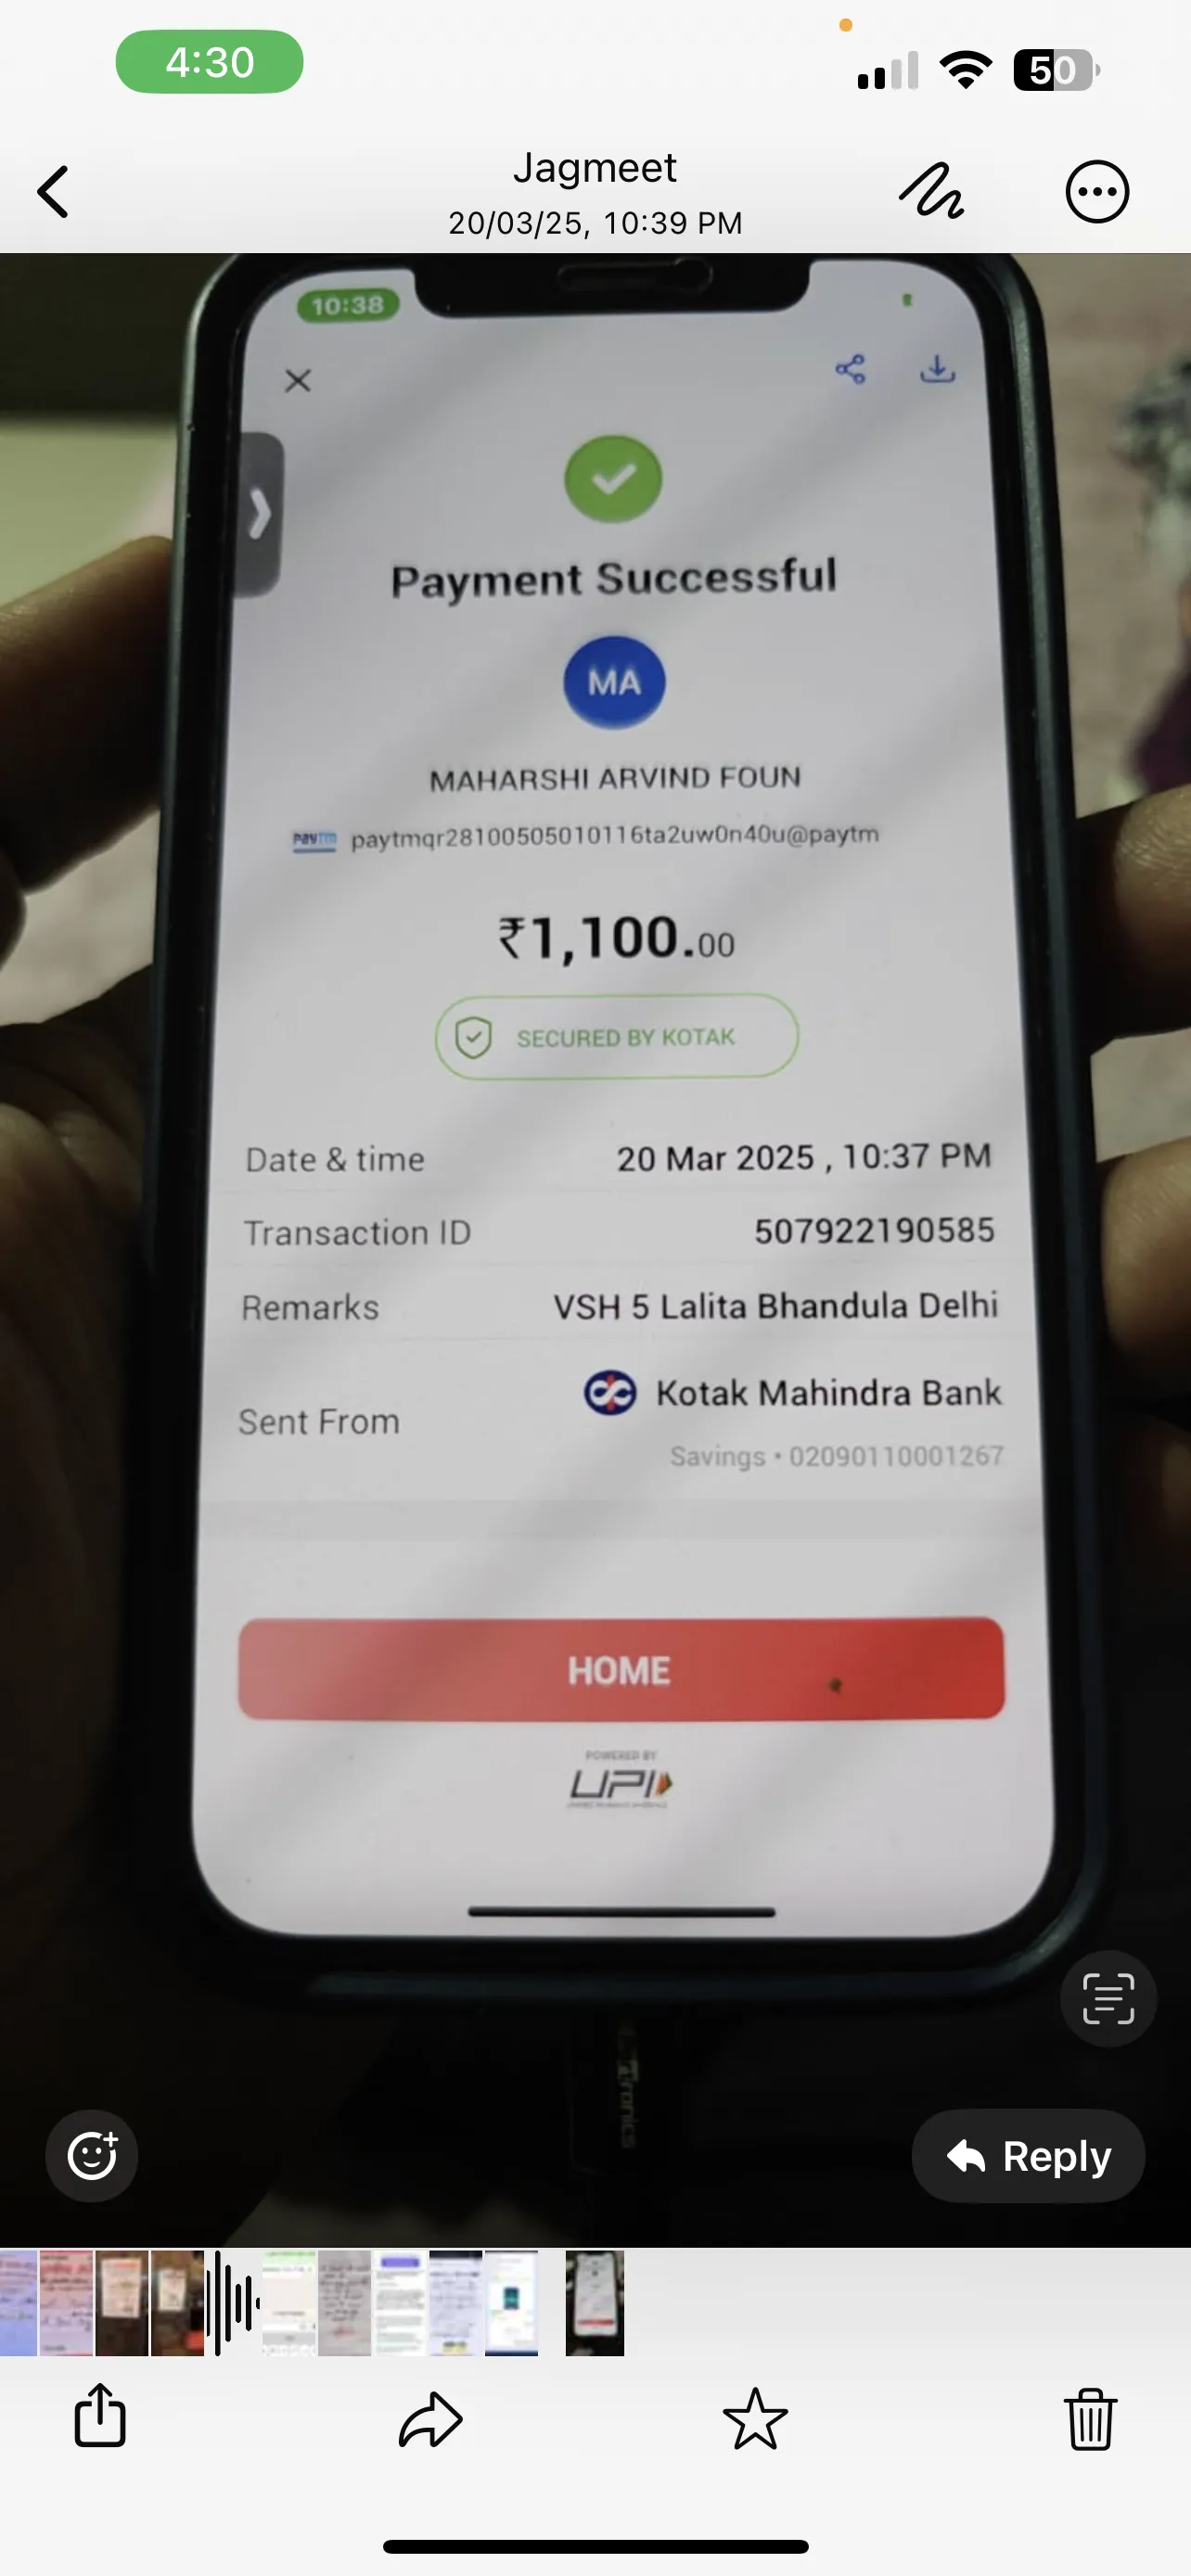 4:30
50
Jagmeet
20/03/25, 10:39 PM
10:38
Payment Successful
MA
MAHARSHI ARVIND FOUN
paytm paytmqr28100505010116ta2uw0n40u@paytm
₹1,100.00
SECURED BY KOTAK
Date & time 20 Mar 2025 , 10:37 PM
Transaction ID 507922190585
Remarks VSH 5 Lalita Bhandula Delhi
Sent From Kotak Mahindra Bank
Savings • 02090110001267
HOME
POWERED BY
UPI
Reply